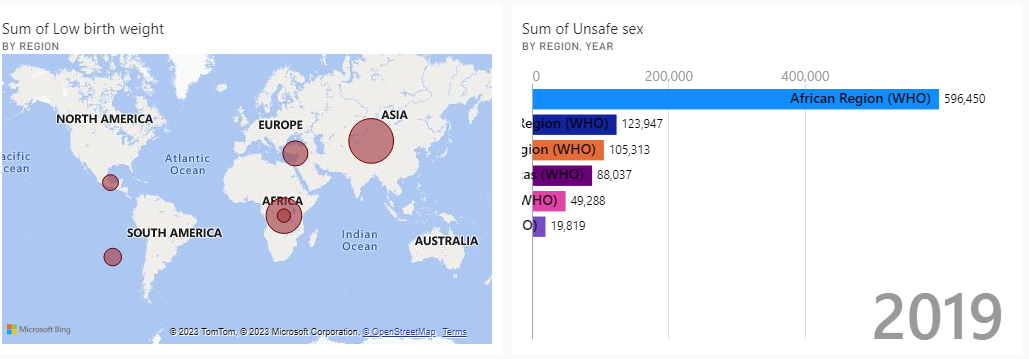 Sum of Low birth weight
BY REGION
NORTH AMERICA
EUROPE
ASIA
acific
cean
Atlantic
Ocean
AFRICA
SOUTH AMERICA
Indian
Ocean
AUSTRALIA
Microsoft Bing
© 2023 TomTom, © 2023 Microsoft Corporation, © OpenStreetMap Terms
Sum of Unsafe sex
BY REGION, YEAR
0 200,000 400,000
African Region (WHO) 596,450
Region (WHO) 123,947
gion (WHO) 105,313
as (WHO) 88,037
WHO) 49,288
O) 19,819
2019